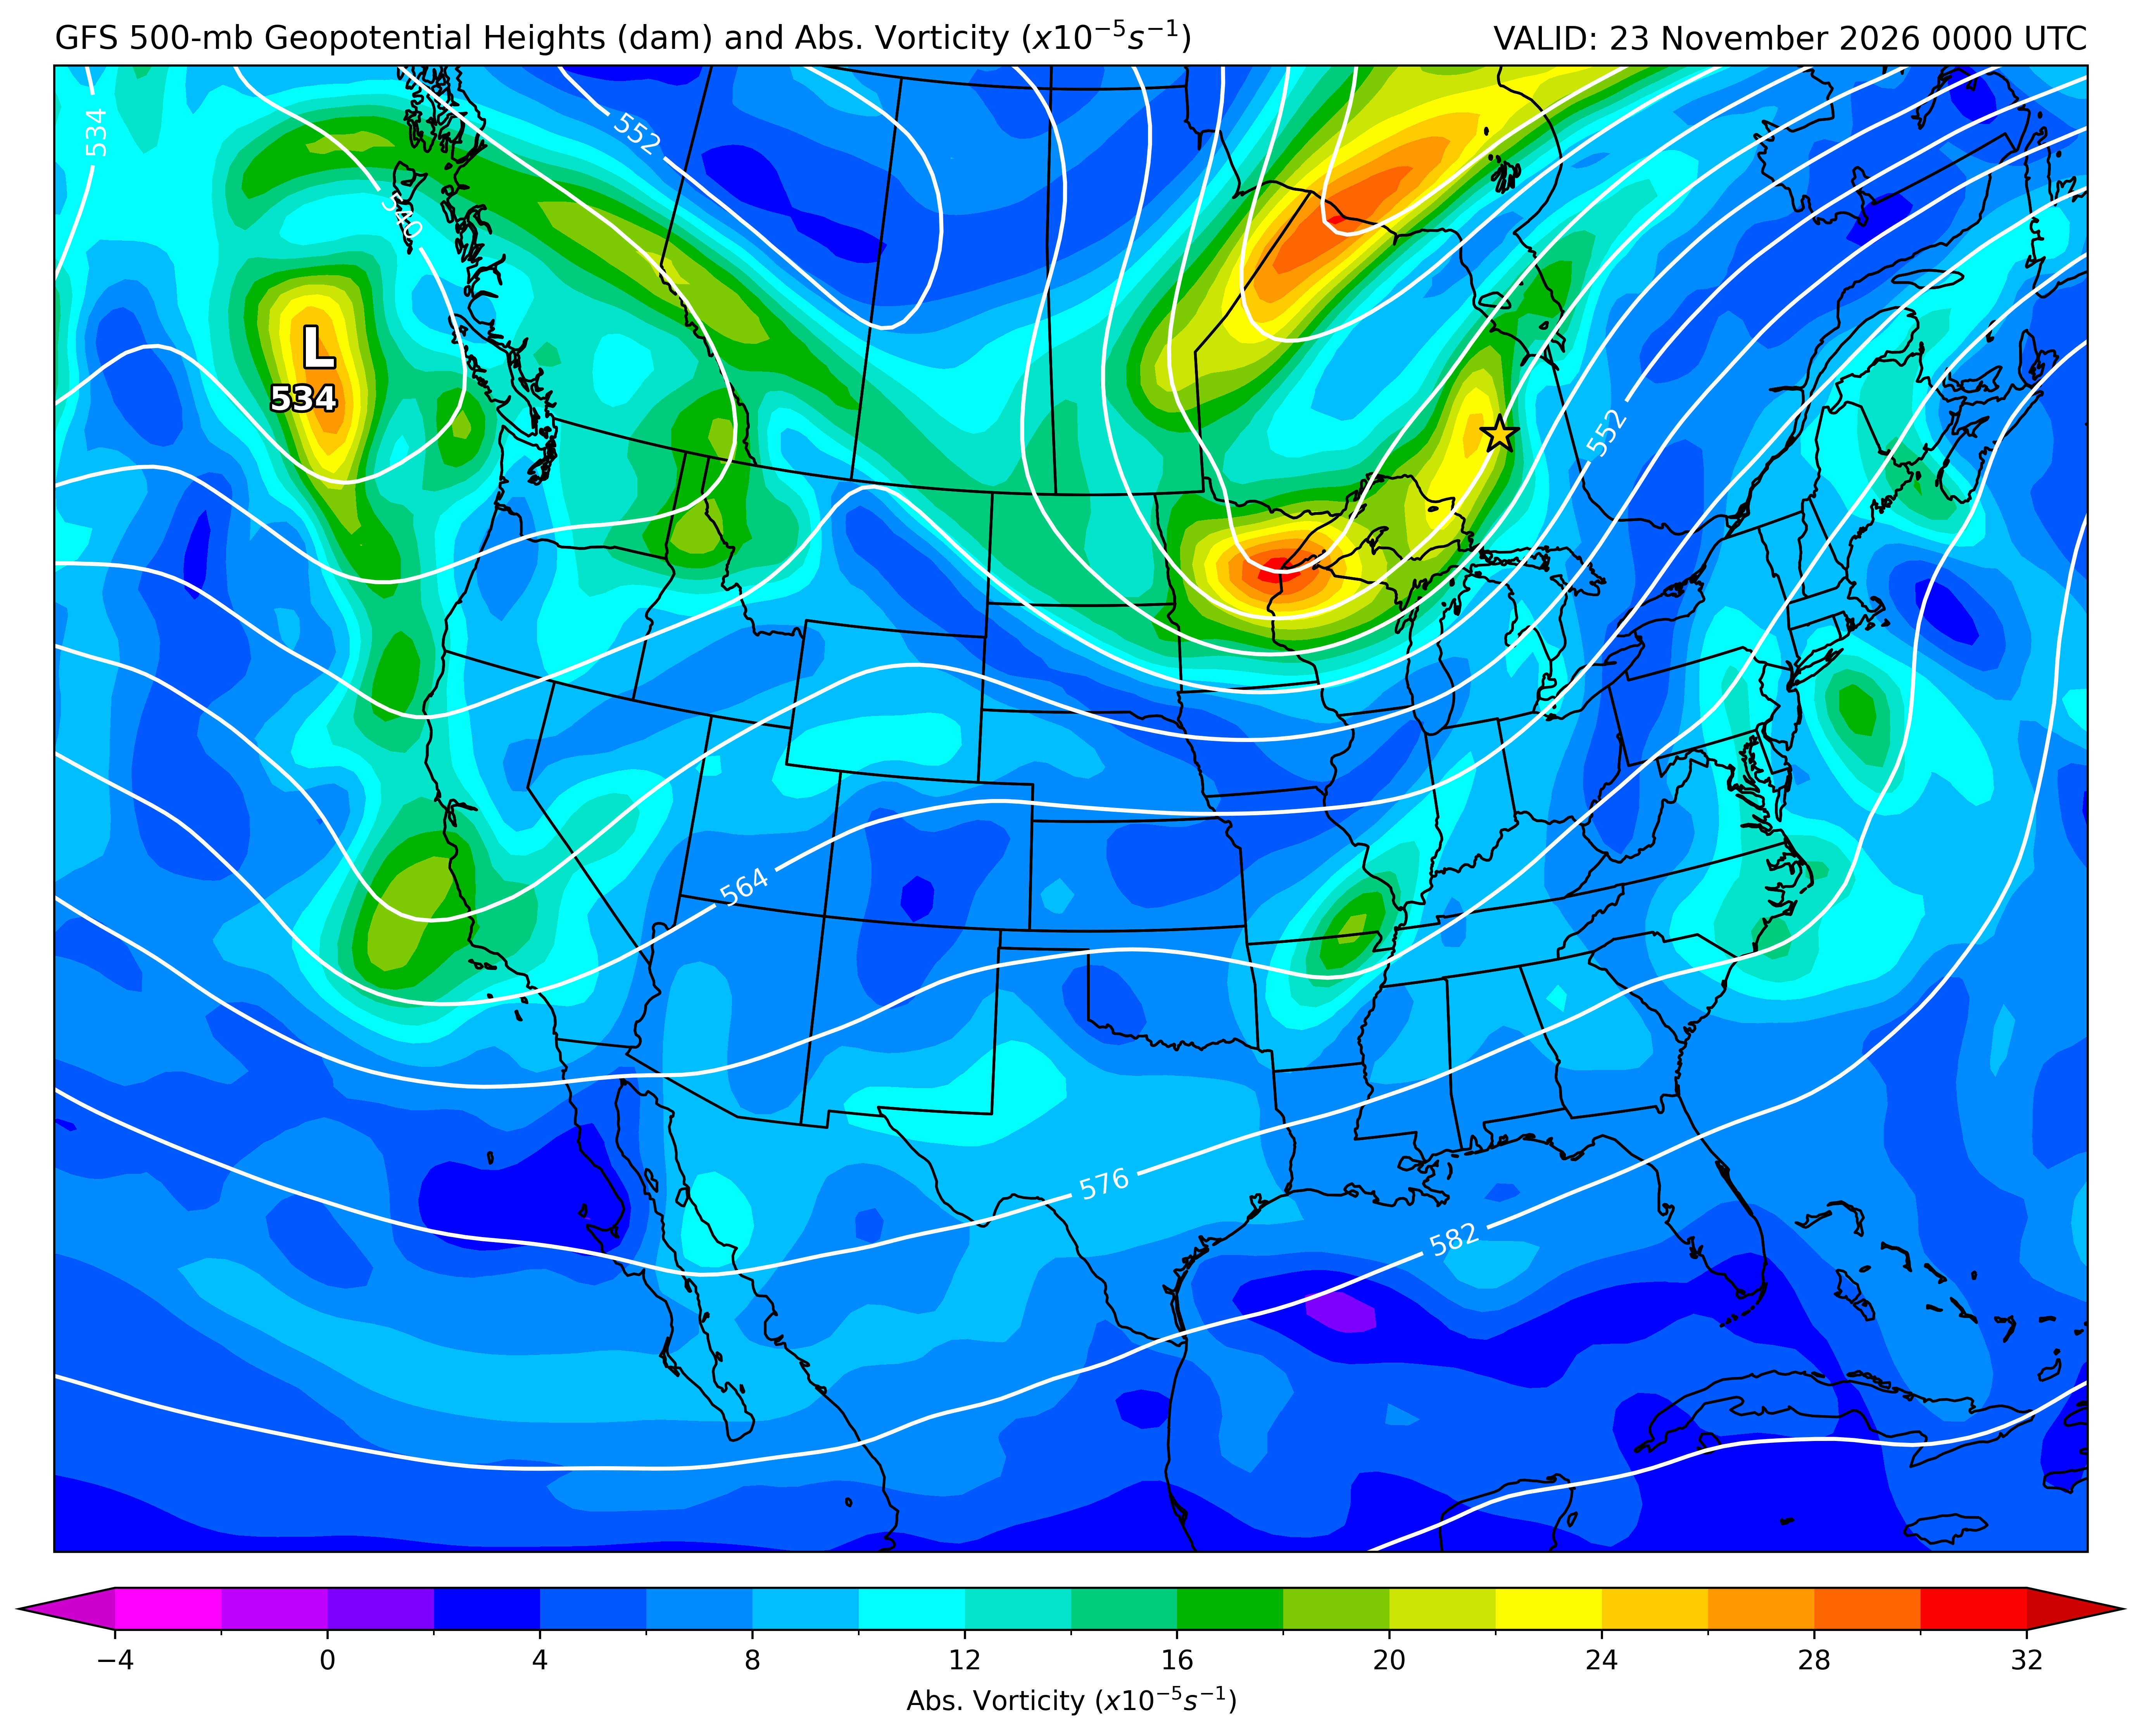 GFS 500-mb Geopotential Heights (dam) and Abs. Vorticity (x10⁻⁵s⁻¹)
VALID: 23 November 2026 0000 UTC
534
552
540
L
534
552
564
576
582
−4 0 4 8 12 16 20 24 28 32
Abs. Vorticity (x10⁻⁵s⁻¹)